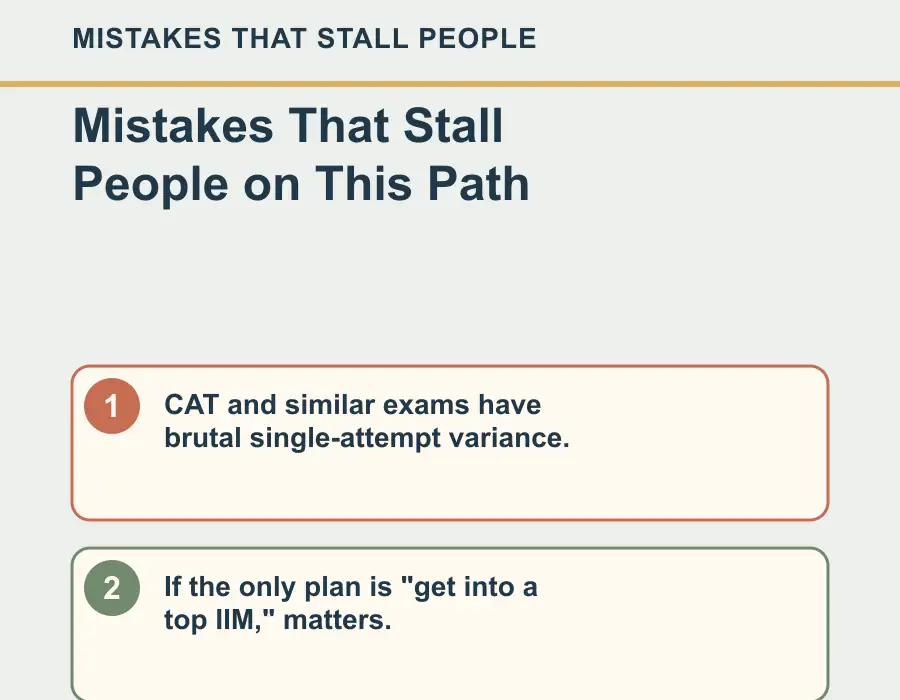 MISTAKES THAT STALL PEOPLE
Mistakes That Stall
People on This Path
1
CAT and similar exams have
brutal single-attempt variance.
2
If the only plan is "get into a
top IIM," matters.